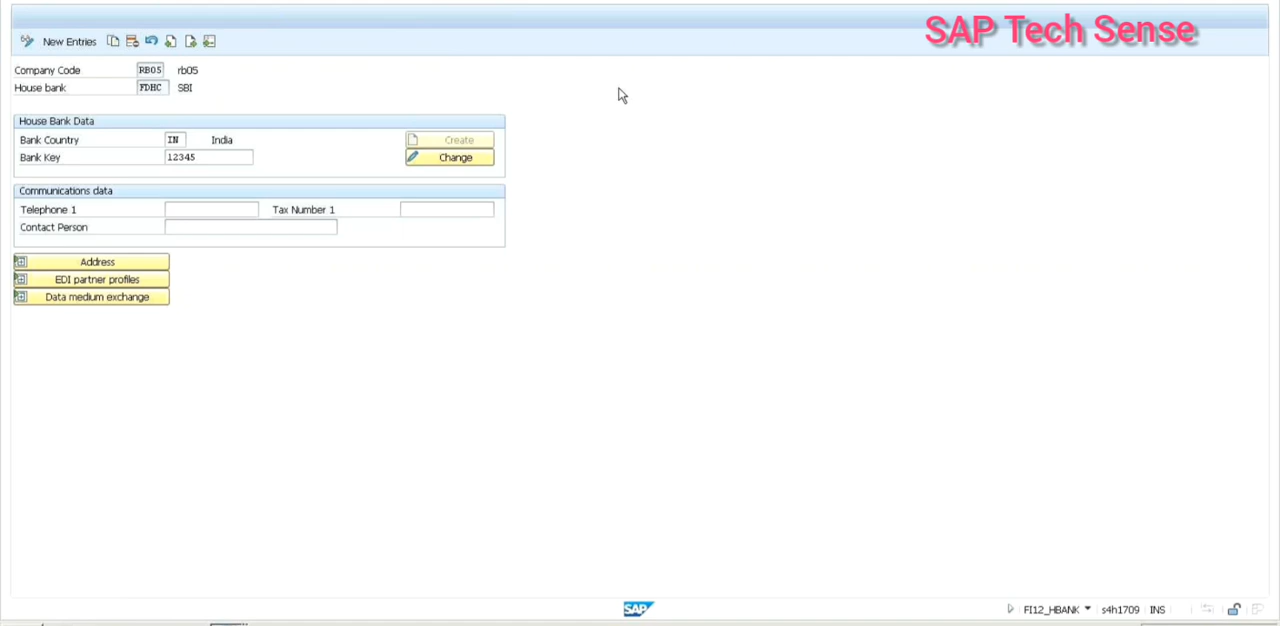 SAP Tech Sense
New Entries
Company Code RB05 rb05
House bank FDHC SBI
House Bank Data
Bank Country IN India Create
Bank Key 12345 Change
Communications data
Telephone 1 Tax Number 1
Contact Person
Address
EDI partner profiles
Data medium exchange
SAP FI12_HBANK s4h1709 INS